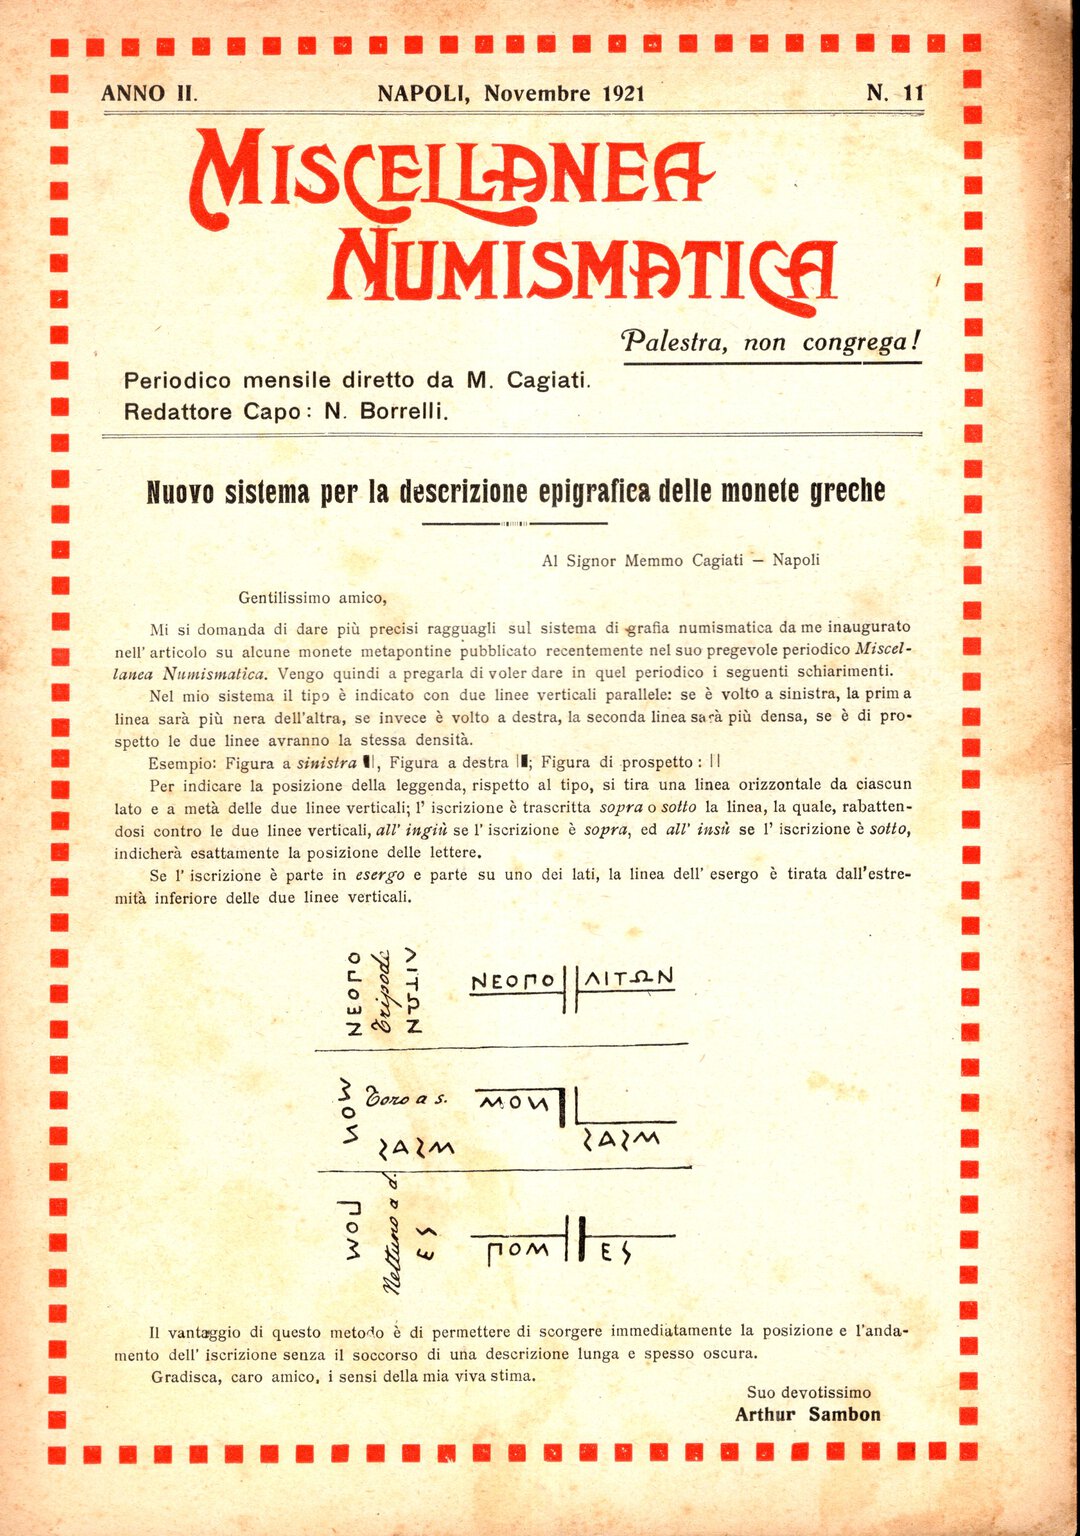 ANNO II. NAPOLI, Novembre 1921 N. 11
MISCELLANEA
NUMISMATICA
Palestra, non congrega!
Periodico mensile diretto da M. Cagiati.
Redattore Capo: N. Borrelli.
Nuovo sistema per la descrizione epigrafica delle monete greche
Al Signor Memmo Cagiati — Napoli
Gentilissimo amico,
Mi si domanda di dare più precisi ragguagli sul sistema di grafia numismatica da me inaugurato
nell' articolo su alcune monete metapontine pubblicato recentemente nel suo pregevole periodico Miscel-
lanea Numismatica. Vengo quindi a pregarla di voler dare in quel periodico i seguenti schiarimenti.
Nel mio sistema il tipo è indicato con due linee verticali parallele: se è volto a sinistra, la prima
linea sarà più nera dell'altra, se invece è volto a destra, la seconda linea sarà più densa, se è di pro-
spetto le due linee avranno la stessa densità.
Esempio: Figura a sinistra ▮|, Figura a destra |▮; Figura di prospetto: ||
Per indicare la posizione della leggenda, rispetto al tipo, si tira una linea orizzontale da ciascun
lato e a metà delle due linee verticali; l' iscrizione è trascritta sopra o sotto la linea, la quale, rabatten-
dosi contro le due linee verticali, all' ingiù se l' iscrizione è sopra, ed all' insù se l' iscrizione è sotto,
indicherà esattamente la posizione delle lettere.
Se l' iscrizione è parte in esergo e parte su uno dei lati, la linea dell' esergo è tirata dall'estre-
mità inferiore delle due linee verticali.
ΝΕΟΠΟ Tripode ΛΙΤΩΝ ΝΕΟΠΟ ΛΙΤΩΝ
Toro a s.
Nettuno a d. ΠΟΜ ES
Il vantaggio di questo metodo è di permettere di scorgere immediatamente la posizione e l'anda-
mento dell' iscrizione senza il soccorso di una descrizione lunga e spesso oscura.
Gradisca, caro amico, i sensi della mia viva stima.
Suo devotissimo
Arthur Sambon